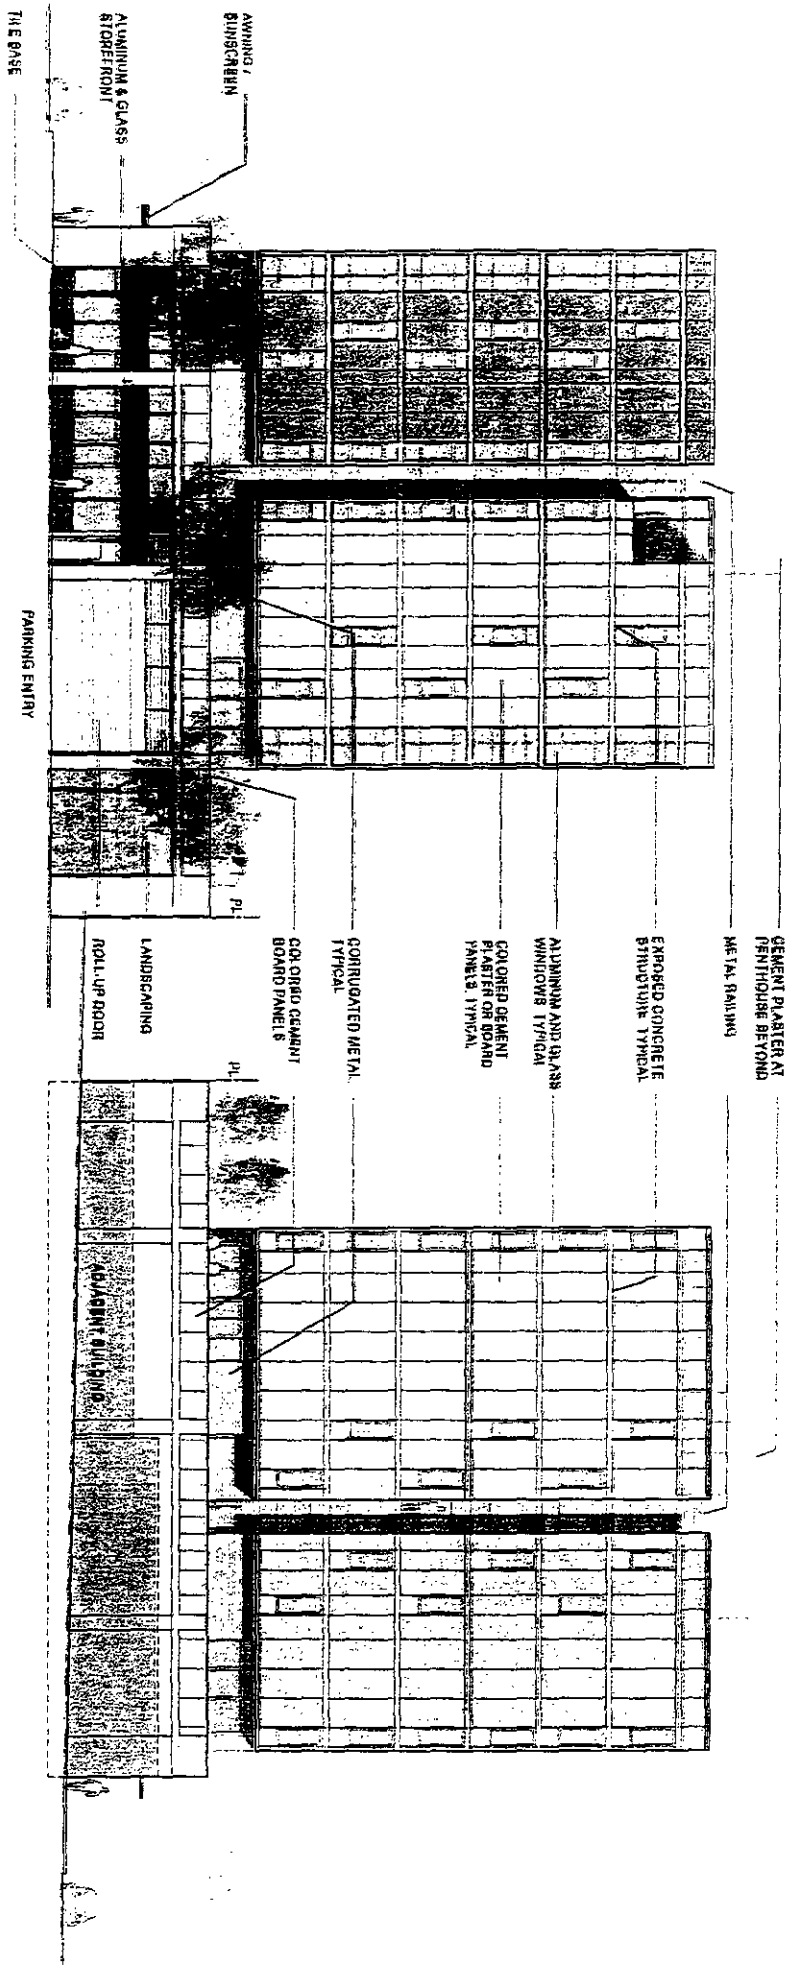 AWNING /
SUNSCREEN
ALUMINUM & GLASS
STOREFRONT
TILE BASE
PARKING ENTRY
CEMENT PLASTER AT
PENTHOUSE BEYOND
METAL RAILING
EXPOSED CONCRETE
STRUCTURE TYPICAL
ALUMINUM AND GLASS
WINDOWS TYPICAL
COLORED CEMENT
PLASTER OR BOARD
PANELS, TYPICAL
CORRUGATED METAL
TYPICAL
COLORED CEMENT
BOARD PANELS
LANDSCAPING
ROLL-UP DOOR
PL
PL
ADJACENT BUILDING